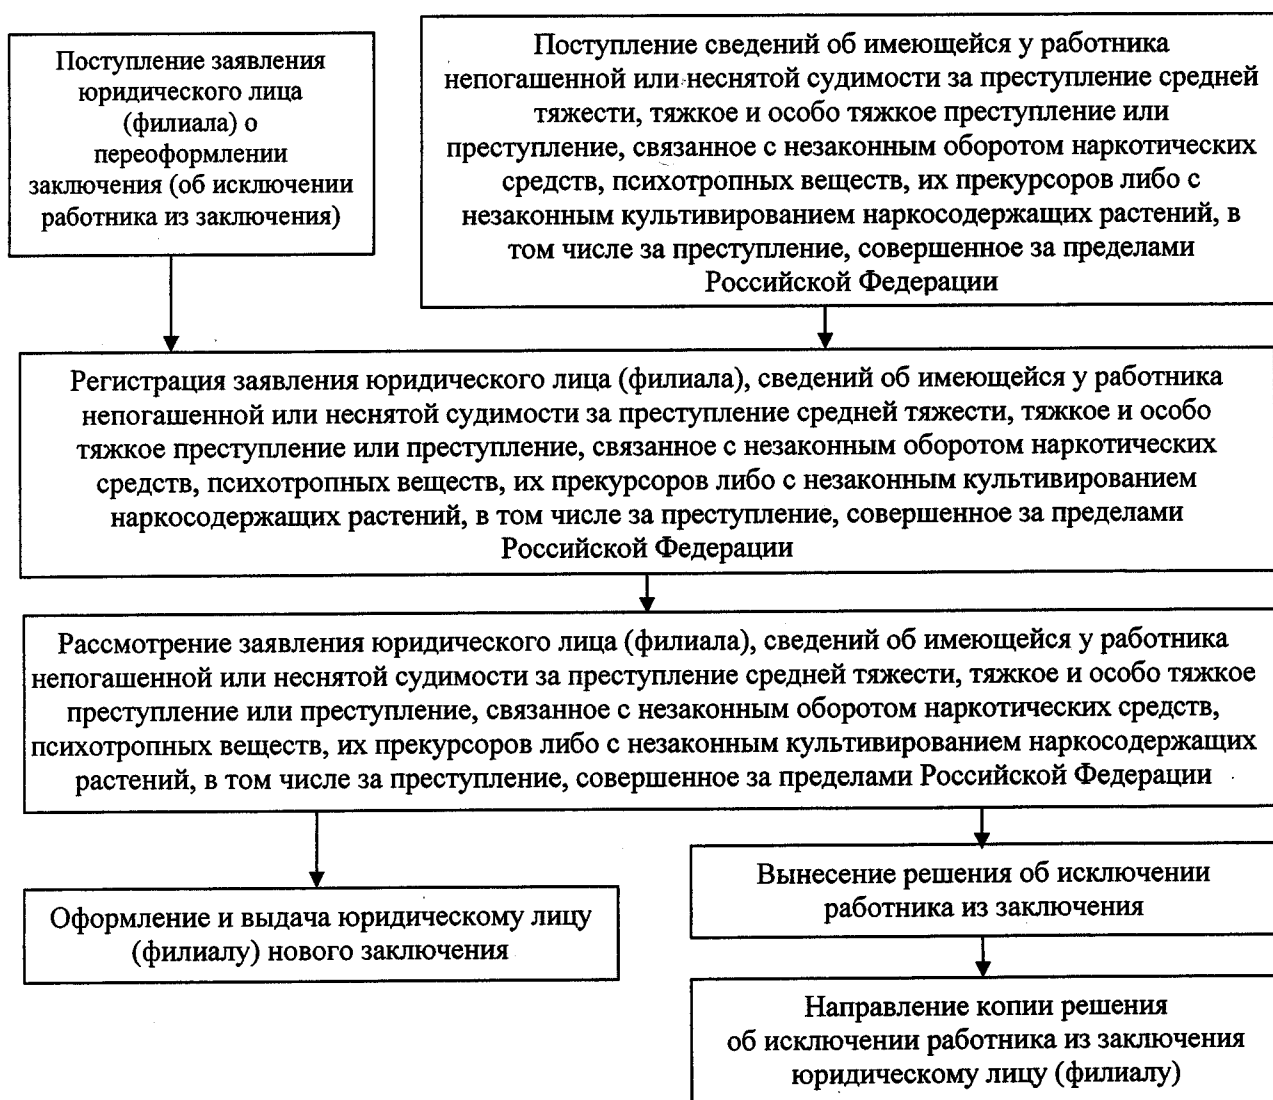 Поступление заявления
юридического лица
(филиала) о
переоформлении
заключения (об исключении
работника из заключения)
Поступление сведений об имеющейся у работника
непогашенной или неснятой судимости за преступление средней
тяжести, тяжкое и особо тяжкое преступление или
преступление, связанное с незаконным оборотом наркотических
средств, психотропных веществ, их прекурсоров либо с
незаконным культивированием наркосодержащих растений, в
том числе за преступление, совершенное за пределами
Российской Федерации
Регистрация заявления юридического лица (филиала), сведений об имеющейся у работника
непогашенной или неснятой судимости за преступление средней тяжести, тяжкое и особо
тяжкое преступление или преступление, связанное с незаконным оборотом наркотических
средств, психотропных веществ, их прекурсоров либо с незаконным культивированием
наркосодержащих растений, в том числе за преступление, совершенное за пределами
Российской Федерации
Рассмотрение заявления юридического лица (филиала), сведений об имеющейся у работника
непогашенной или неснятой судимости за преступление средней тяжести, тяжкое и особо тяжкое
преступление или преступление, связанное с незаконным оборотом наркотических средств,
психотропных веществ, их прекурсоров либо с незаконным культивированием наркосодержащих
растений, в том числе за преступление, совершенное за пределами Российской Федерации
Оформление и выдача юридическому лицу
(филиалу) нового заключения
Вынесение решения об исключении
работника из заключения
Направление копии решения
об исключении работника из заключения
юридическому лицу (филиалу)